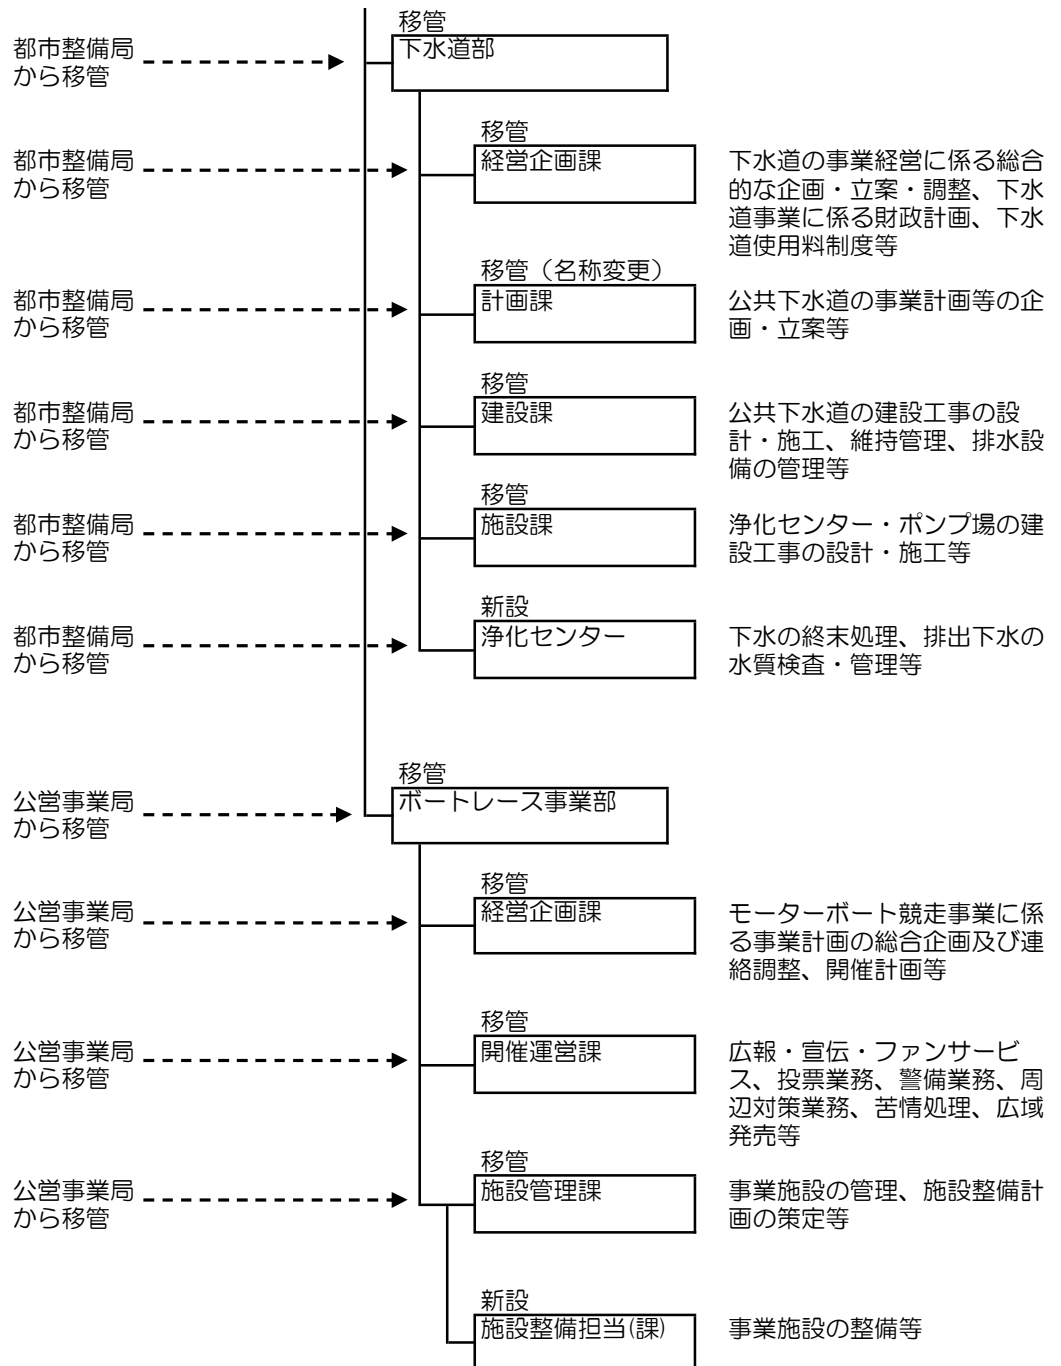 移管
都市整備局
から移管
下水道部
移管
都市整備局
から移管
経営企画課
下水道の事業経営に係る総合
的な企画・立案・調整、下水
道事業に係る財政計画、下水
道使用料制度等
移管（名称変更）
都市整備局
から移管
計画課
公共下水道の事業計画等の企
画・立案等
移管
都市整備局
から移管
建設課
公共下水道の建設工事の設
計・施工、維持管理、排水設
備の管理等
移管
都市整備局
から移管
施設課
浄化センター・ポンプ場の建
設工事の設計・施工等
新設
都市整備局
から移管
浄化センター
下水の終末処理、排出下水の
水質検査・管理等
移管
公営事業局
から移管
ボートレース事業部
移管
公営事業局
から移管
経営企画課
モーターボート競走事業に係
る事業計画の総合企画及び連
絡調整、開催計画等
移管
公営事業局
から移管
開催運営課
広報・宣伝・ファンサービ
ス、投票業務、警備業務、周
辺対策業務、苦情処理、広域
発売等
移管
公営事業局
から移管
施設管理課
事業施設の管理、施設整備計
画の策定等
新設
施設整備担当(課)
事業施設の整備等